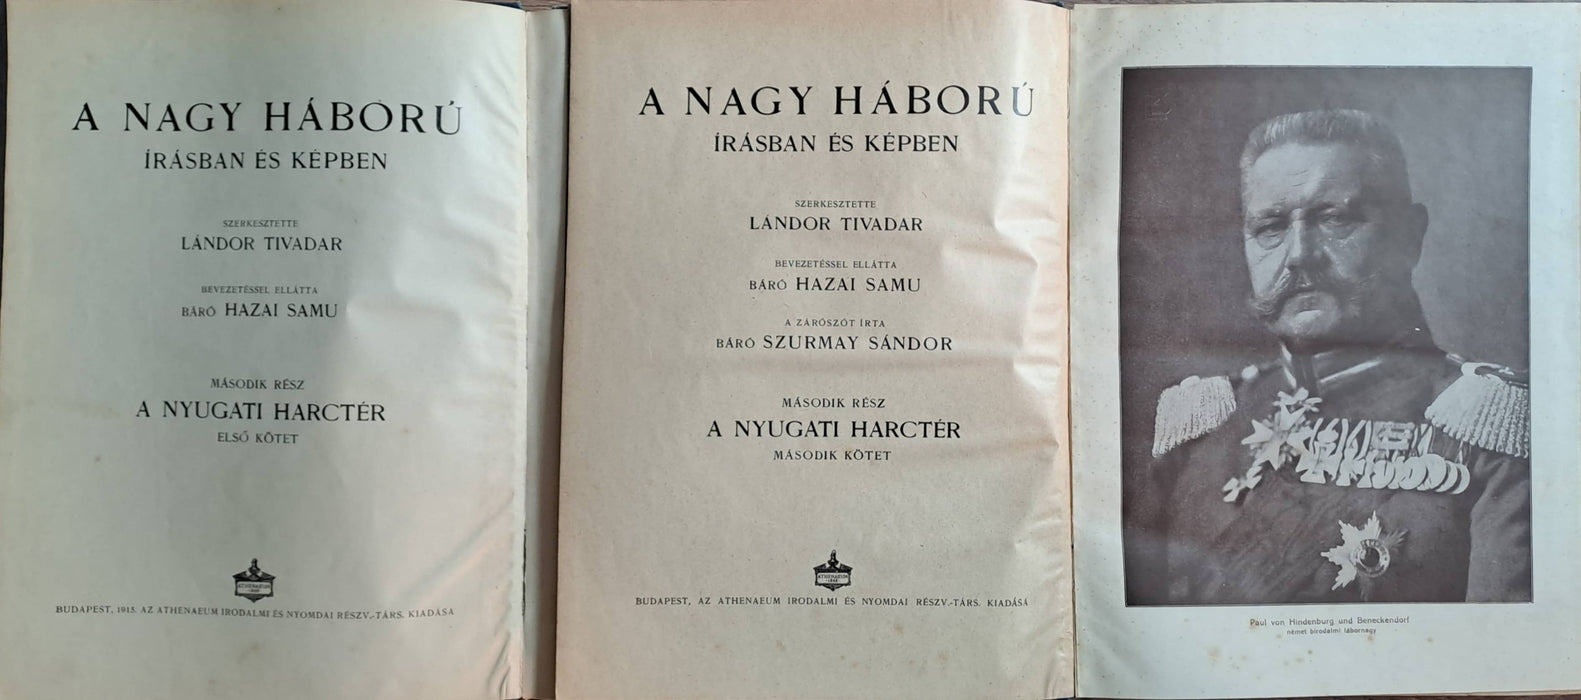 A NAGY HÁBORÚ
ÍRÁSBAN ÉS KÉPBEN
SZERKESZTETTE
LÁNDOR TIVADAR
BEVEZETÉSSEL ELLÁTTA
BÁRÓ HAZAI SAMU
MÁSODIK RÉSZ
A NYUGATI HARCTÉR
ELSŐ KÖTET
ATHENAEUM
BUDAPEST, 1915. AZ ATHENAEUM IRODALMI ÉS NYOMDAI RÉSZV.-TÁRS. KIADÁSA
A NAGY HÁBORÚ
ÍRÁSBAN ÉS KÉPBEN
SZERKESZTETTE
LÁNDOR TIVADAR
BEVEZETÉSSEL ELLÁTTA
BÁRÓ HAZAI SAMU
A ZÁRÓSZÓT ÍRTA
BÁRÓ SZURMAY SÁNDOR
MÁSODIK RÉSZ
A NYUGATI HARCTÉR
MÁSODIK KÖTET
ATHENAEUM
BUDAPEST, AZ ATHENAEUM IRODALMI ÉS NYOMDAI RÉSZV.-TÁRS. KIADÁSA
Paul von Hindenburg und Beneckendorf
német birodalmi tábornagy